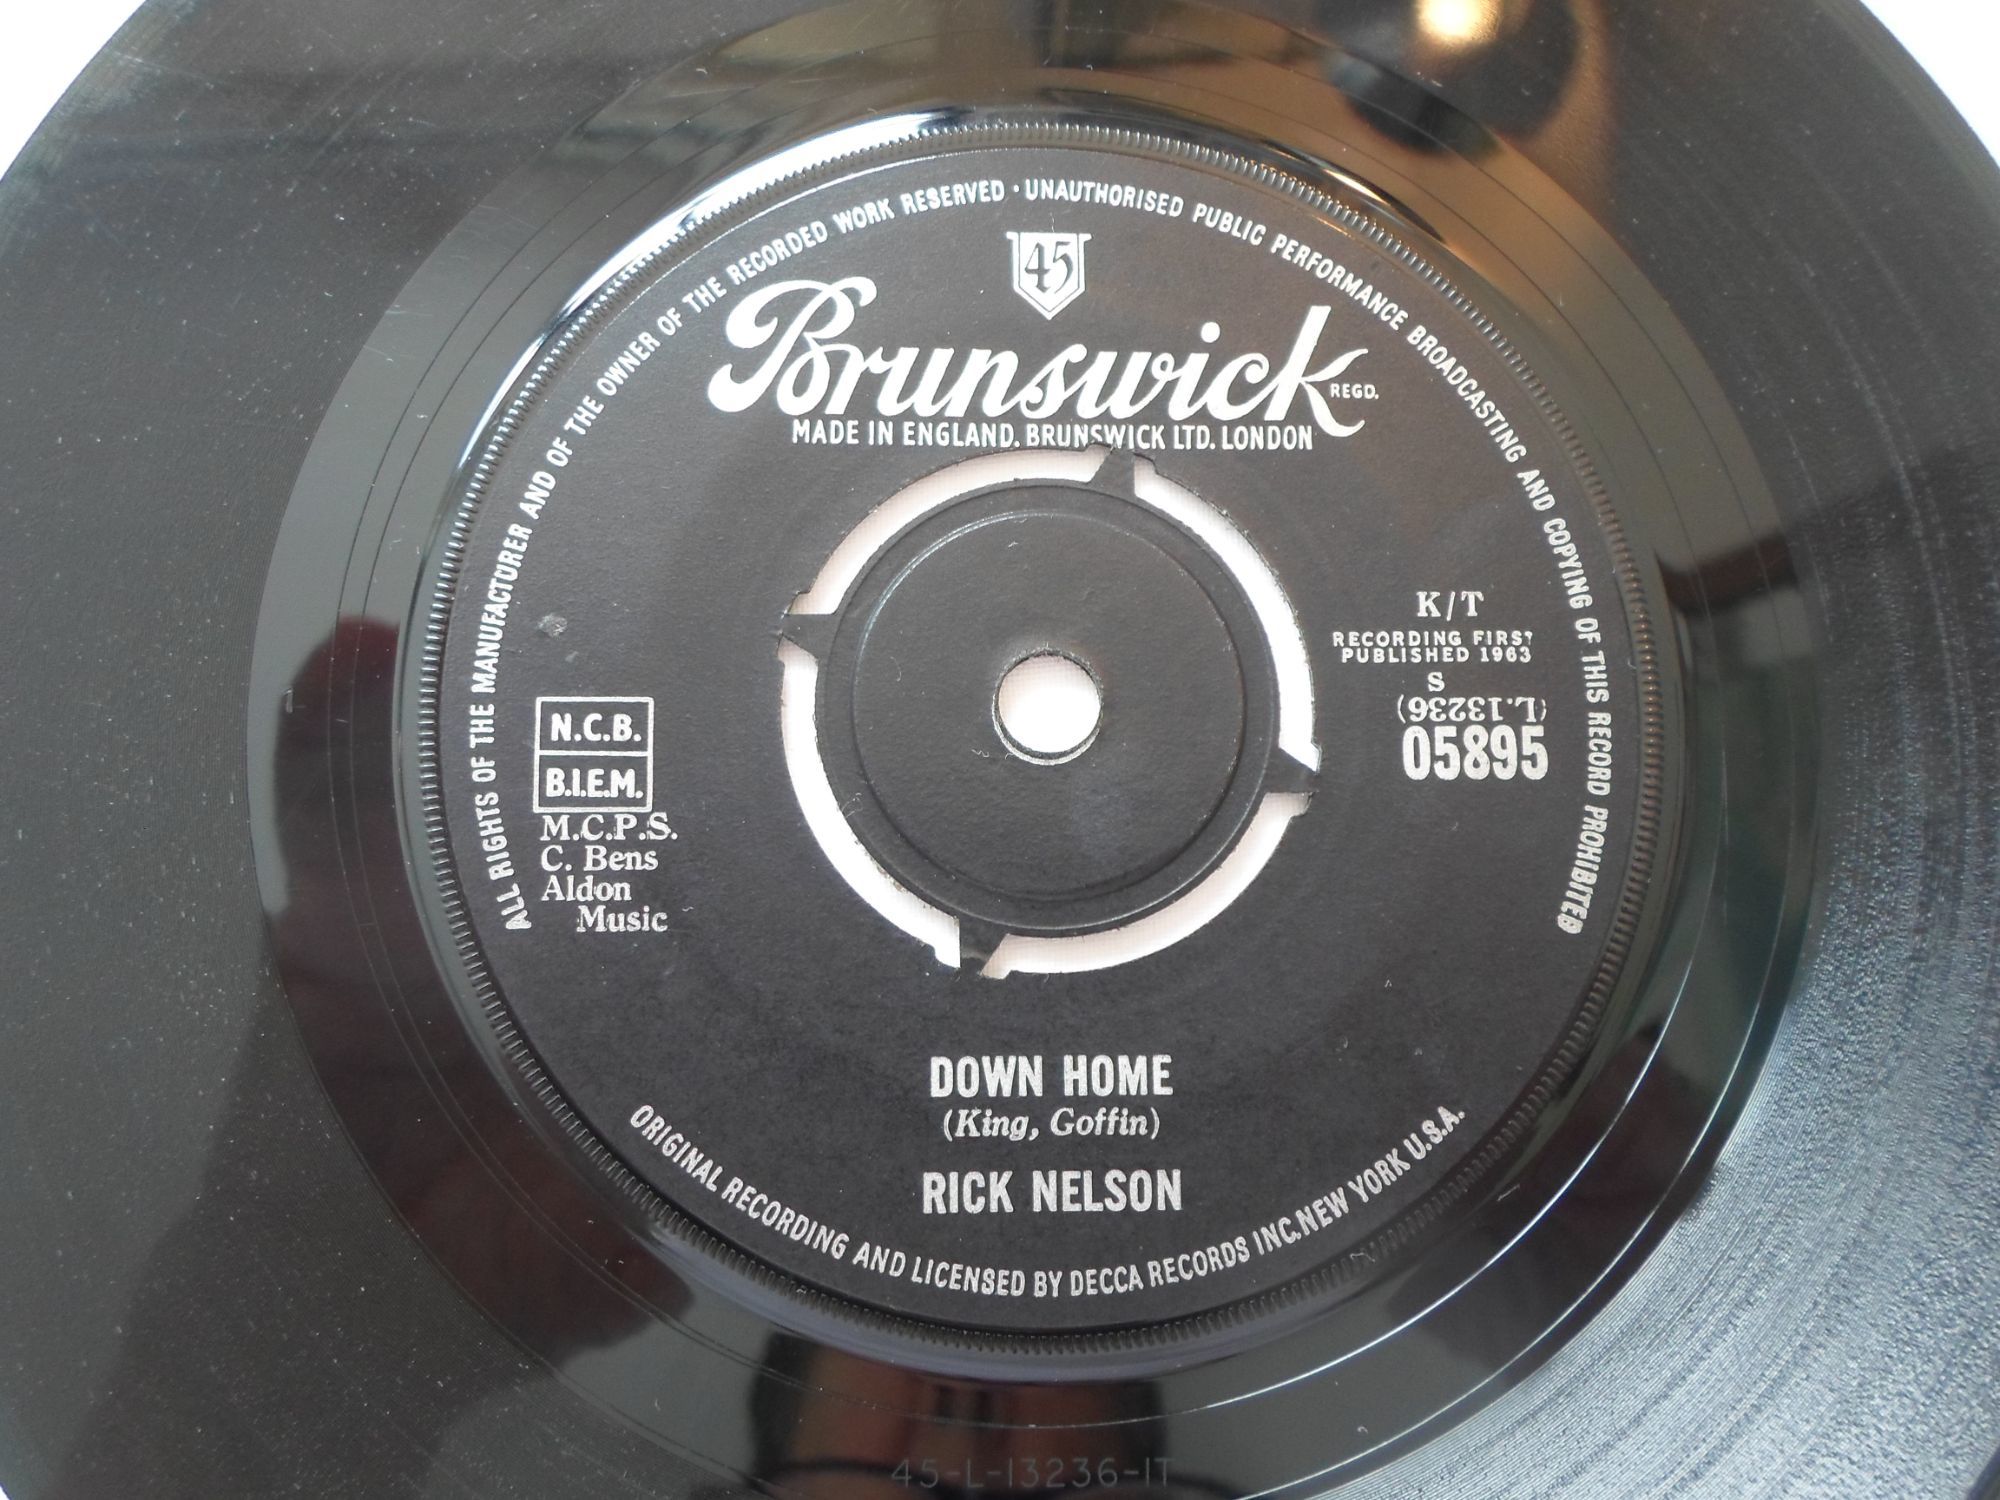 ALL RIGHTS OF THE MANUFACTURER AND OF THE OWNER OF THE RECORDED WORK RESERVED · UNAUTHORISED PUBLIC PERFORMANCE BROADCASTING AND COPYING OF THIS RECORD PROHIBITED
45
Brunswick REGD.
MADE IN ENGLAND. BRUNSWICK LTD. LONDON
K/T
RECORDING FIRST
PUBLISHED 1963
S
(L.13236)
05895
N.C.B.
B.I.E.M.
M.C.P.S.
C. Bens
Aldon
Music
DOWN HOME
(King, Goffin)
RICK NELSON
ORIGINAL RECORDING AND LICENSED BY DECCA RECORDS INC. NEW YORK U.S.A.
45-L-13236-1T